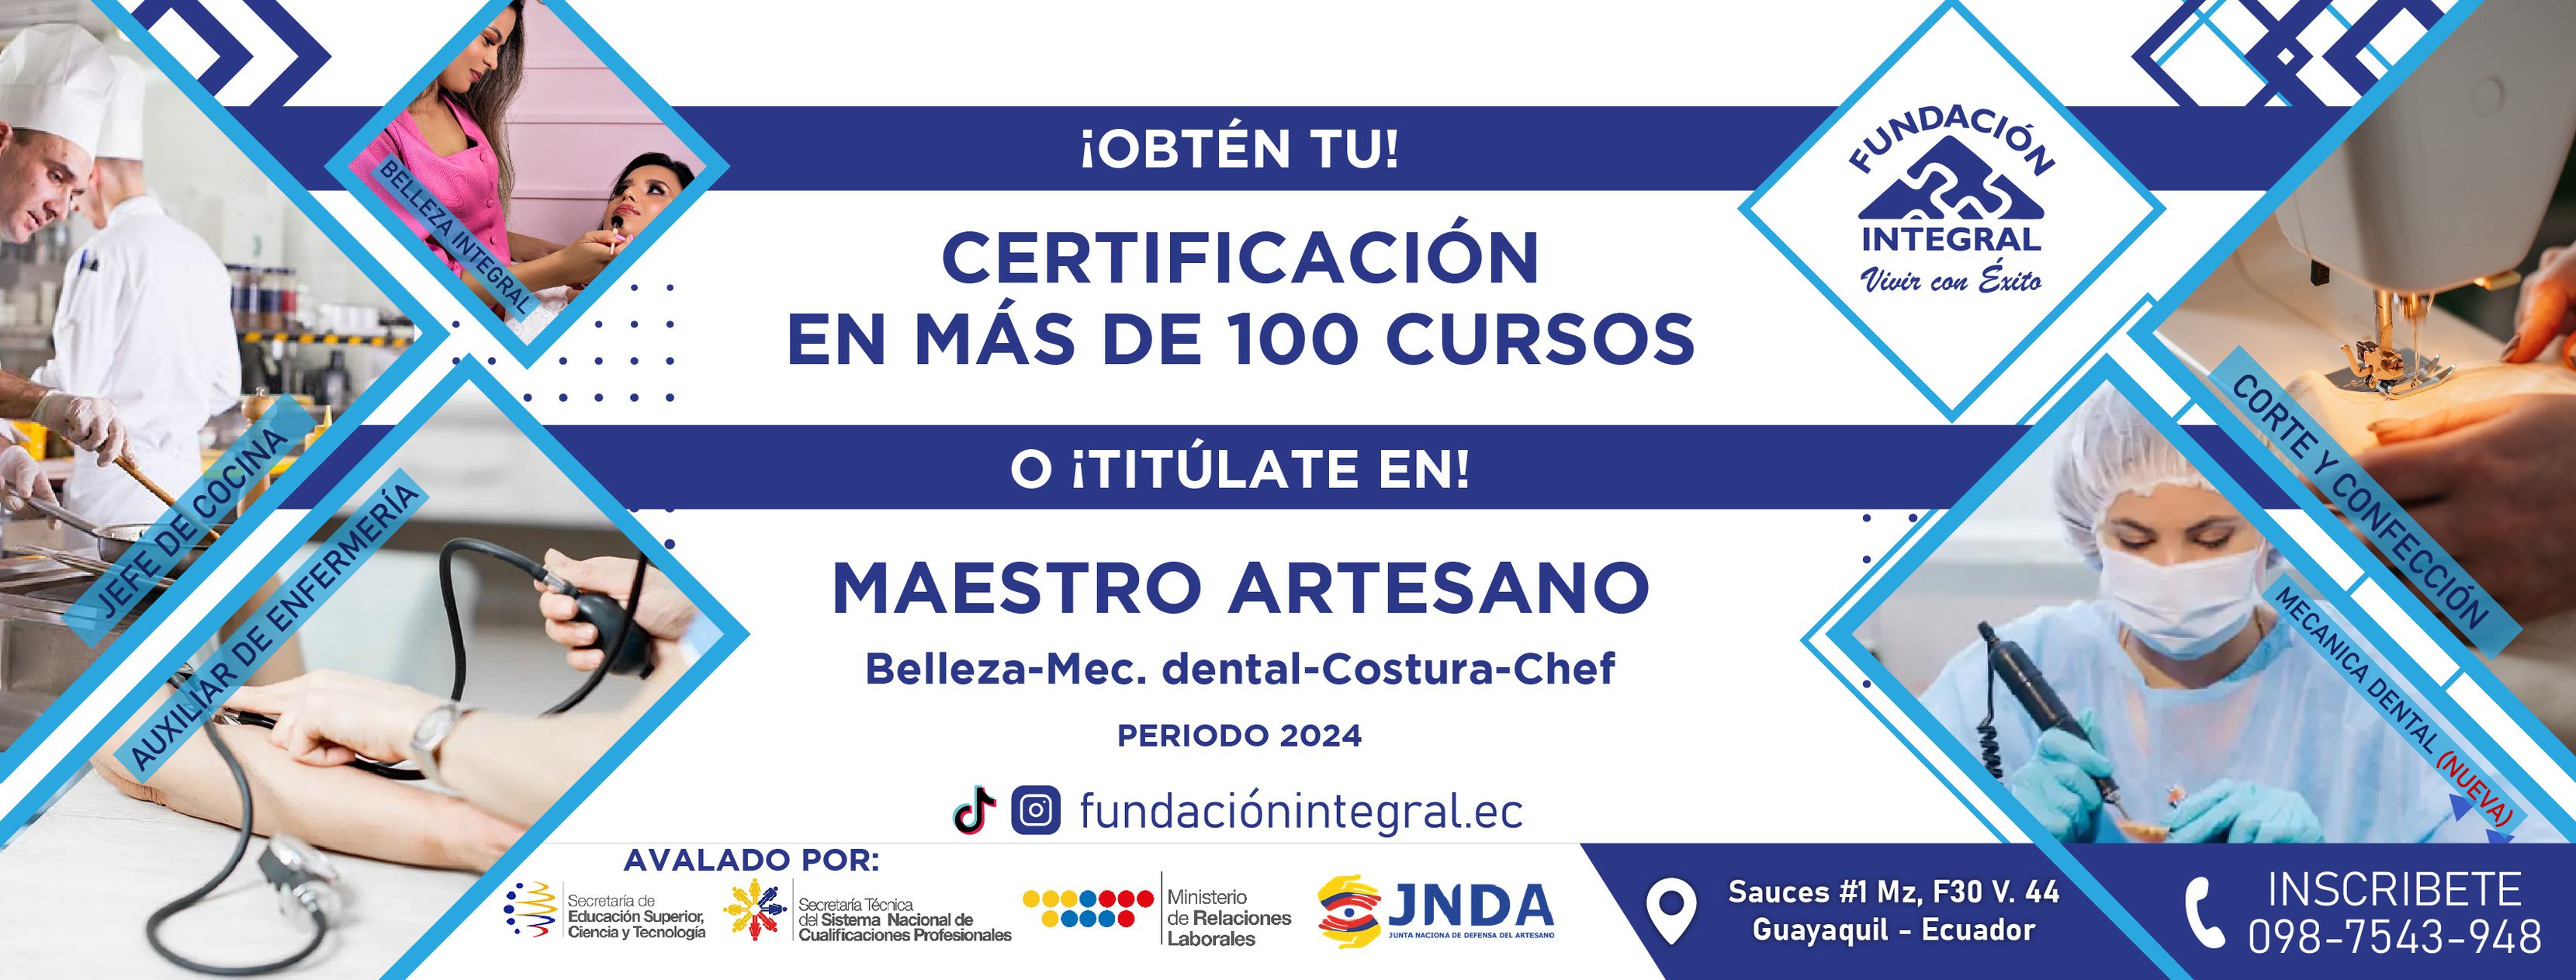 ¡OBTÉN TU!
CERTIFICACIÓN
EN MÁS DE 100 CURSOS
O ¡TITÚLATE EN!
MAESTRO ARTESANO
Belleza-Mec. dental-Costura-Chef
PERIODO 2024
fundaciónintegral.ec
BELLEZA INTEGRAL
JEFE DE COCINA
AUXILIAR DE ENFERMERÍA
FUNDACIÓN
INTEGRAL
Vivir con Éxito
CORTE Y CONFECCIÓN
MECANICA DENTAL (NUEVA)
AVALADO POR:
Secretaría de
Educación Superior,
Ciencia y Tecnología
Secretaría Técnica
del Sistema Nacional de
Cualificaciones Profesionales
Ministerio
de Relaciones
Laborales
JNDA
JUNTA NACIONA DE DEFENSA DEL ARTESANO
Sauces #1 Mz, F30 V. 44
Guayaquil - Ecuador
INSCRIBETE
098-7543-948